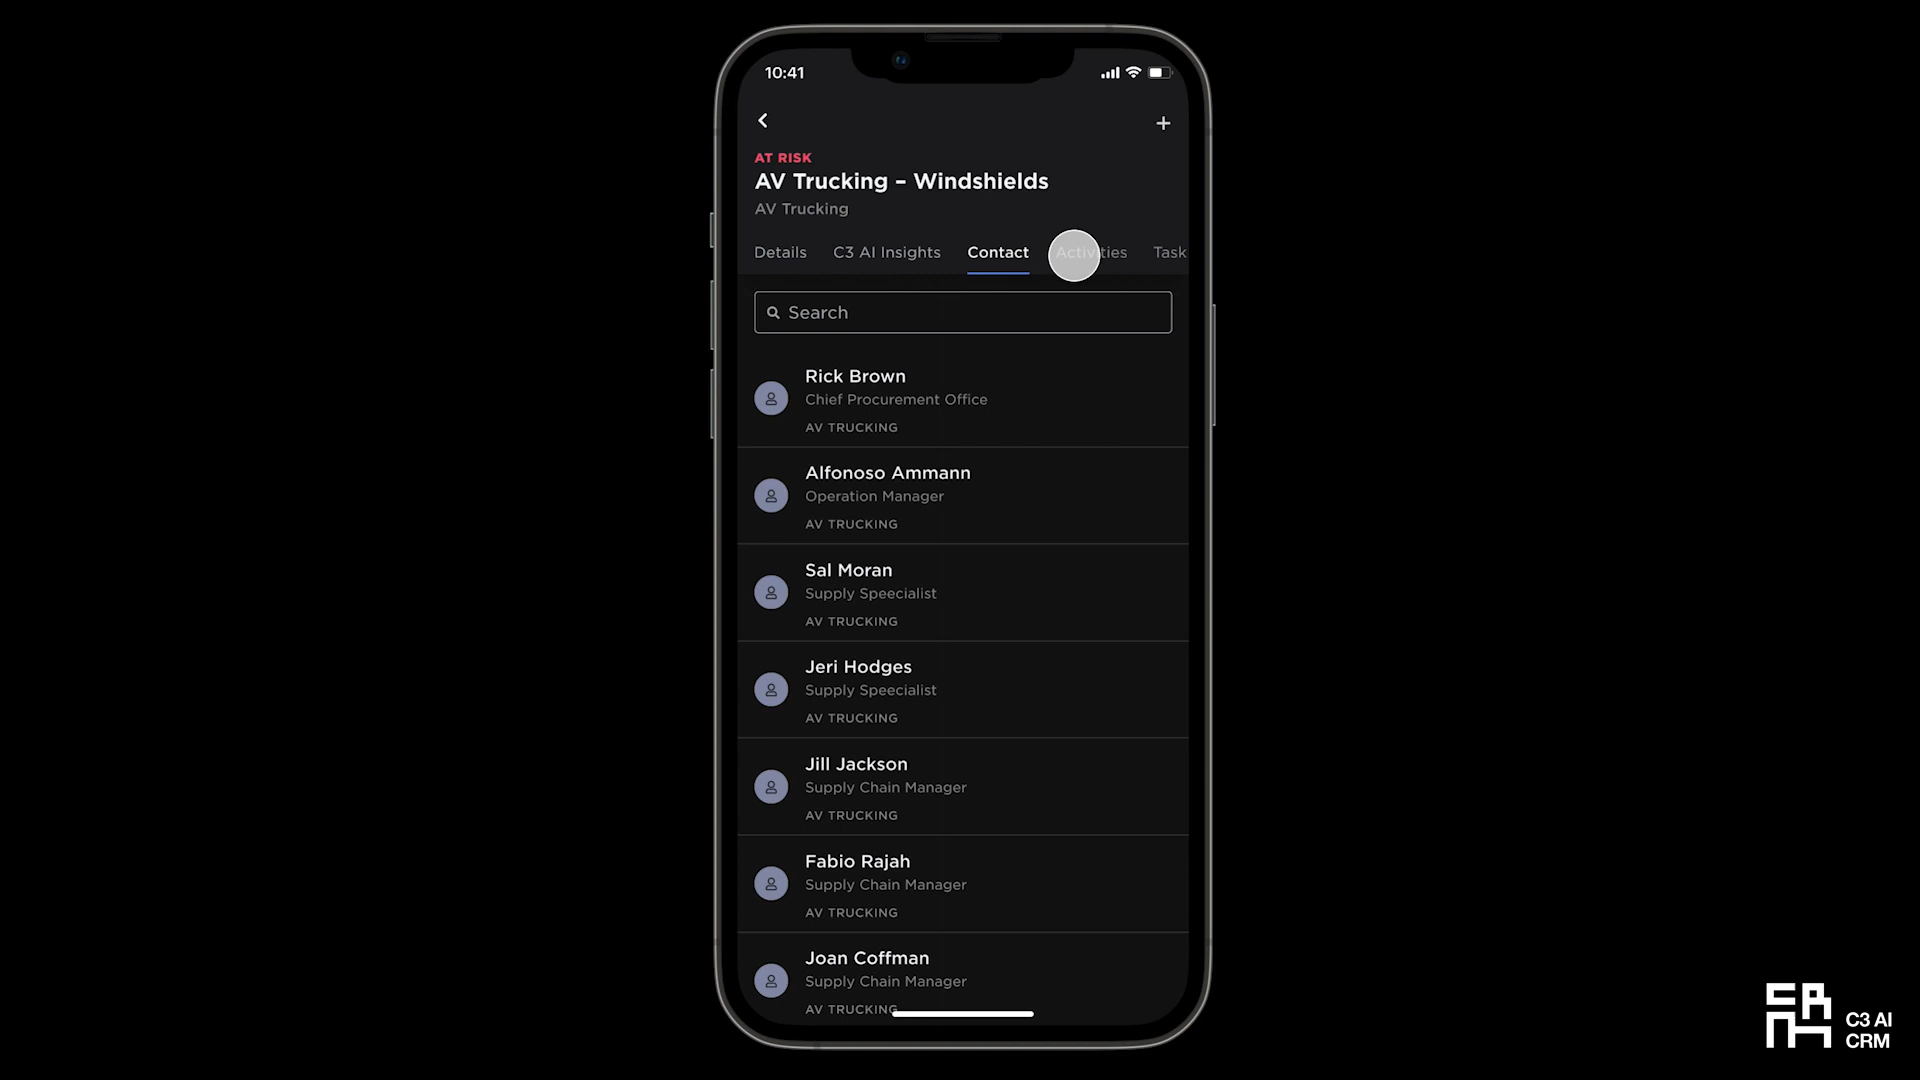 10:41
AT RISK
AV Trucking – Windshields
AV Trucking
Details C3 AI Insights Contact Activities Task
Search
Rick Brown
Chief Procurement Office
AV TRUCKING
Alfonoso Ammann
Operation Manager
AV TRUCKING
Sal Moran
Supply Speecialist
AV TRUCKING
Jeri Hodges
Supply Speecialist
AV TRUCKING
Jill Jackson
Supply Chain Manager
AV TRUCKING
Fabio Rajah
Supply Chain Manager
AV TRUCKING
Joan Coffman
Supply Chain Manager
AV TRUCKING
C3 AI
CRM